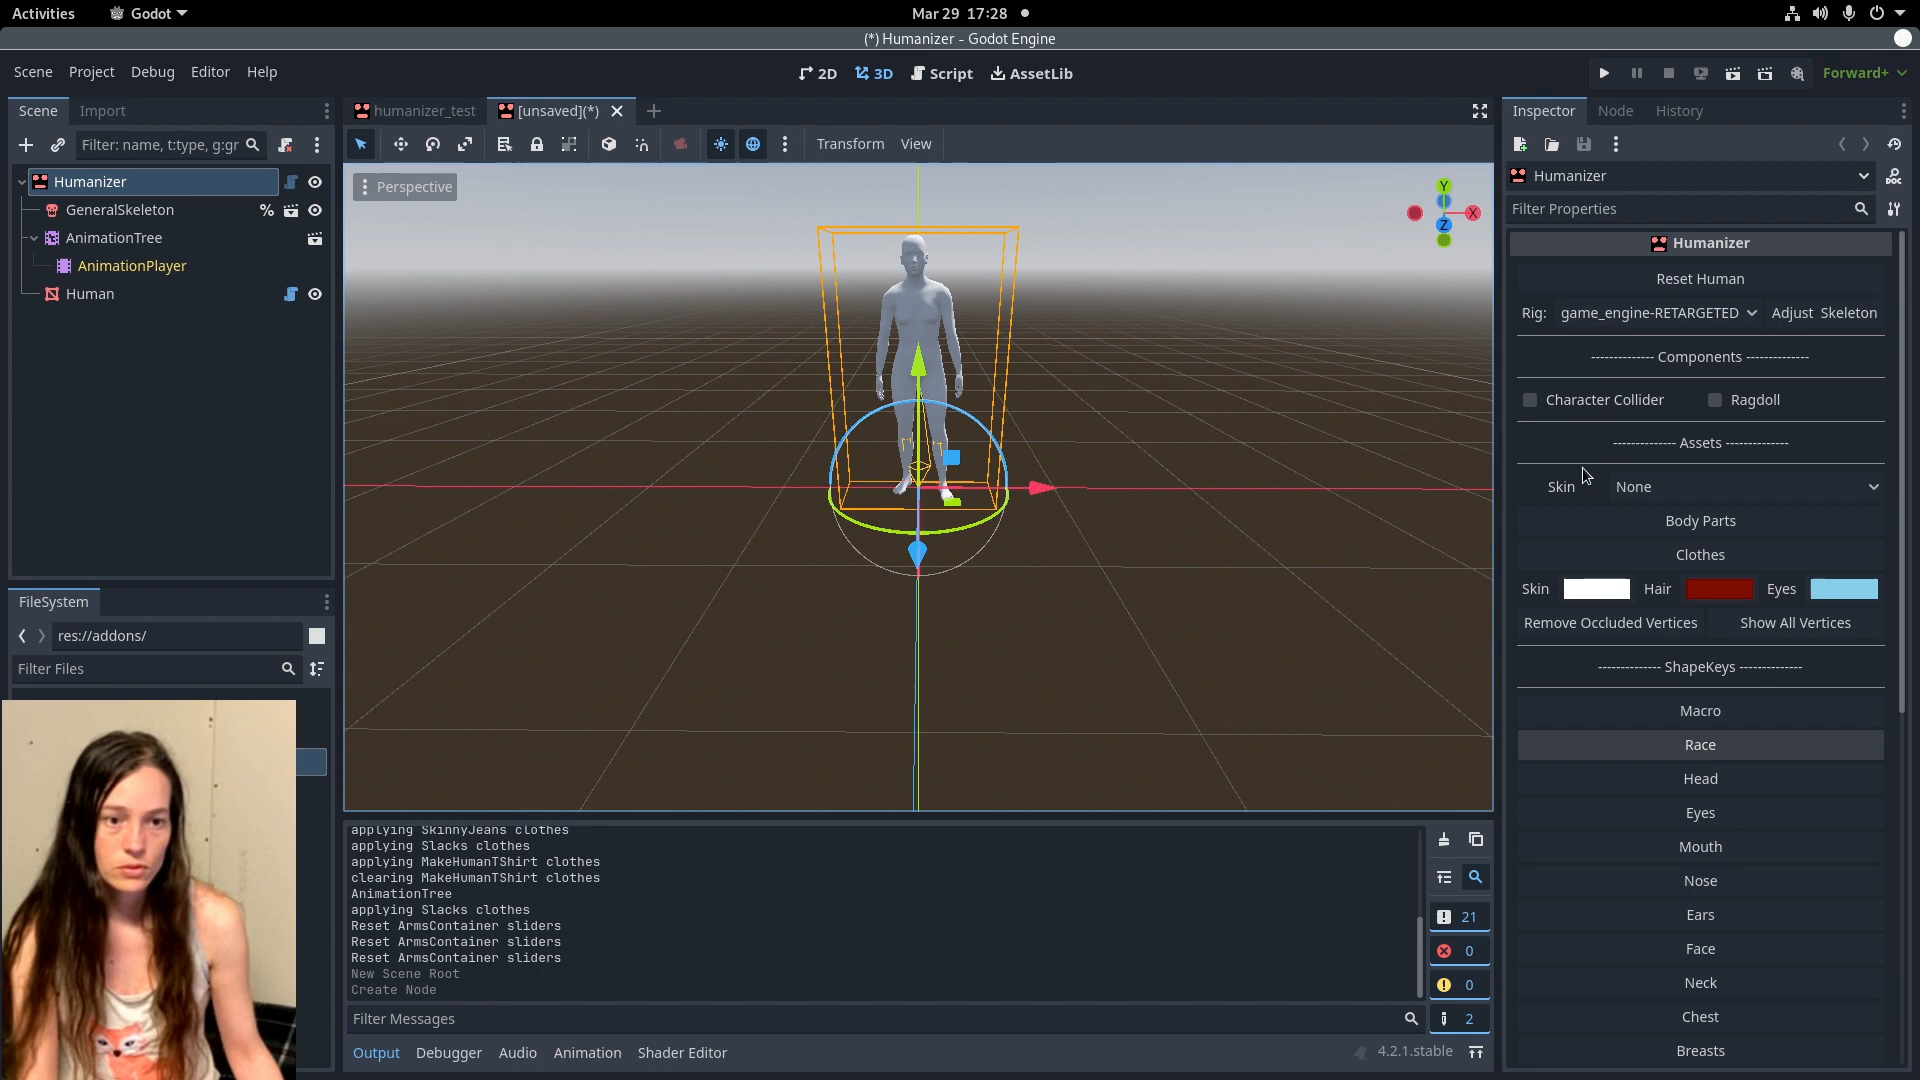 Activities
Godot
Mar 29 17:28
(*) Humanizer - Godot Engine
Scene Project Debug Editor Help
2D 3D Script AssetLib
Forward+
Scene Import
Filter: name, t:type, g:gr
Humanizer
GeneralSkeleton
%
AnimationTree
AnimationPlayer
Human
FileSystem
res://addons/
Filter Files
humanizer_test
[unsaved](*)
Transform View
Perspective
Y
X
Z
applying SkinnyJeans clothes
applying Slacks clothes
applying MakeHumanTShirt clothes
clearing MakeHumanTShirt clothes
AnimationTree
applying Slacks clothes
Reset ArmsContainer sliders
Reset ArmsContainer sliders
Reset ArmsContainer sliders
New Scene Root
Create Node
21
0
0
2
Filter Messages
Output Debugger Audio Animation Shader Editor
4.2.1.stable
Inspector Node History
Humanizer
DOC
Filter Properties
Humanizer
Reset Human
Rig: game_engine-RETARGETED Adjust Skeleton
-------------- Components --------------
Character Collider Ragdoll
-------------- Assets --------------
Skin None
Body Parts
Clothes
Skin Hair Eyes
Remove Occluded Vertices Show All Vertices
-------------- ShapeKeys --------------
Macro
Race
Head
Eyes
Mouth
Nose
Ears
Face
Neck
Chest
Breasts